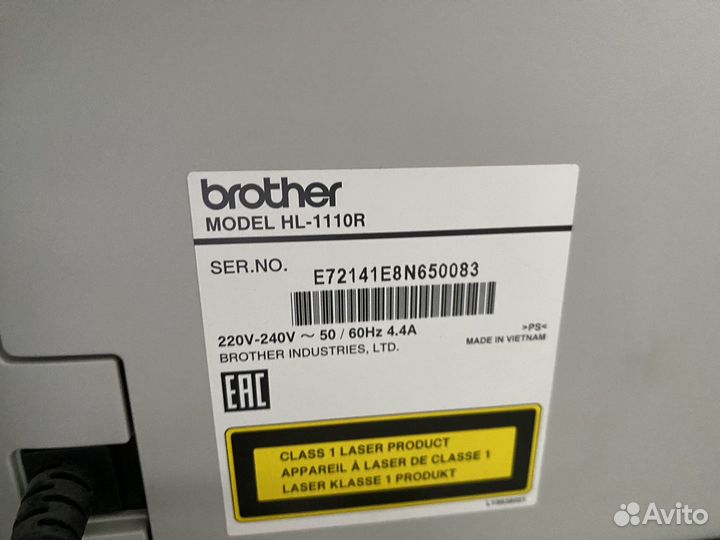 brother
MODEL HL-1110R
SER.NO. E72141E8N650083
220V-240V ~ 50 / 60Hz 4.4A
>PS<
BROTHER INDUSTRIES, LTD.
MADE IN VIETNAM
EAC
CLASS 1 LASER PRODUCT
APPAREIL À LASER DE CLASSE 1
LASER KLASSE 1 PRODUKT
Avito